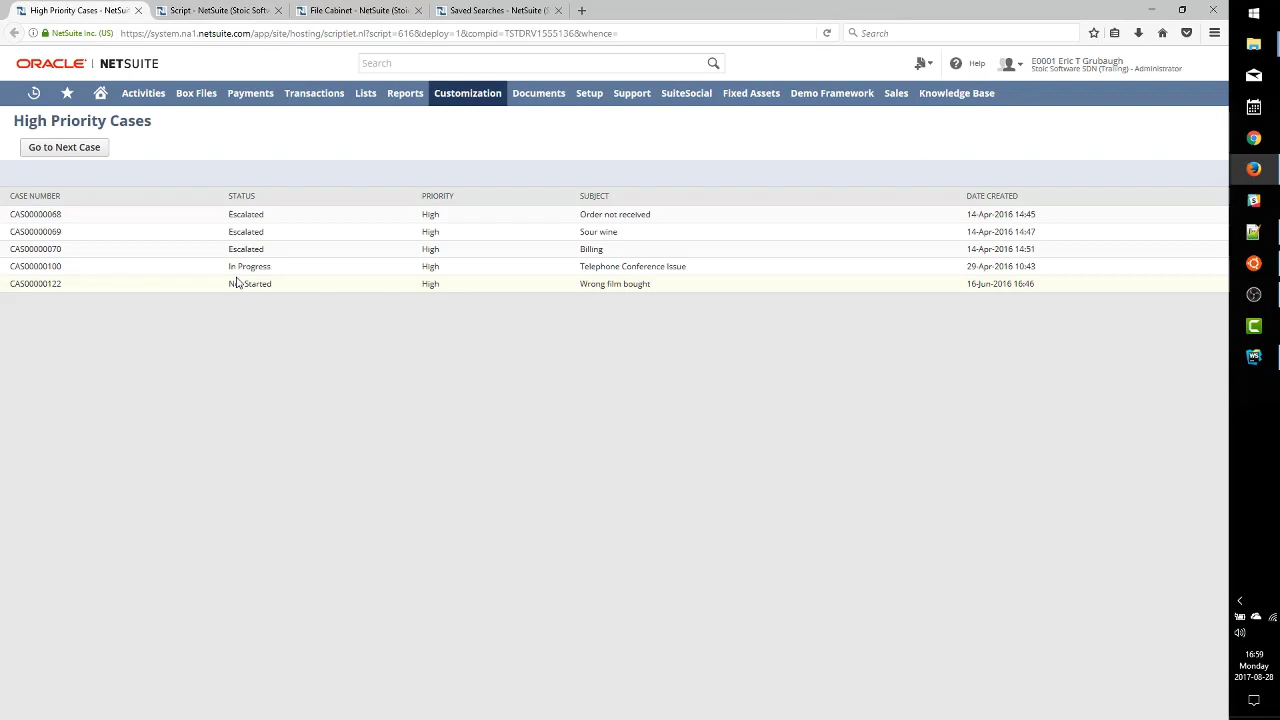 High Priority Cases - NetSuit
Script - NetSuite (Stoic Softw
File Cabinet - NetSuite (Stoic
Saved Searches - NetSuite (S
NetSuite Inc. (US)
https://system.na1.netsuite.com/app/site/hosting/scriptlet.nl?script=616&deploy=1&compid=TSTDRV1555136&whence=
Search
ORACLE | NETSUITE
Search
Help
E0001 Eric T Grubaugh
Stoic Software SDN (Trailing) - Administrator
Activities Box Files Payments Transactions Lists Reports Customization Documents Setup Support SuiteSocial Fixed Assets Demo Framework Sales Knowledge Base
High Priority Cases
Go to Next Case
CASE NUMBER STATUS PRIORITY SUBJECT DATE CREATED
CAS00000068 Escalated High Order not received 14-Apr-2016 14:45
CAS00000069 Escalated High Sour wine 14-Apr-2016 14:47
CAS00000070 Escalated High Billing 14-Apr-2016 14:51
CAS00000100 In Progress High Telephone Conference Issue 29-Apr-2016 10:43
CAS00000122 Not Started High Wrong film bought 16-Jun-2016 16:46
WS
16:59
Monday
2017-08-28